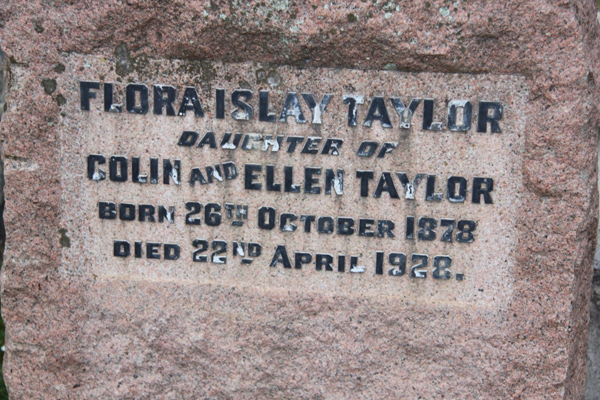 FLORA ISLAY TAYLOR
DAUGHTER OF
COLIN AND ELLEN TAYLOR
BORN 26TH OCTOBER 1878
DIED 22ND APRIL 1928.